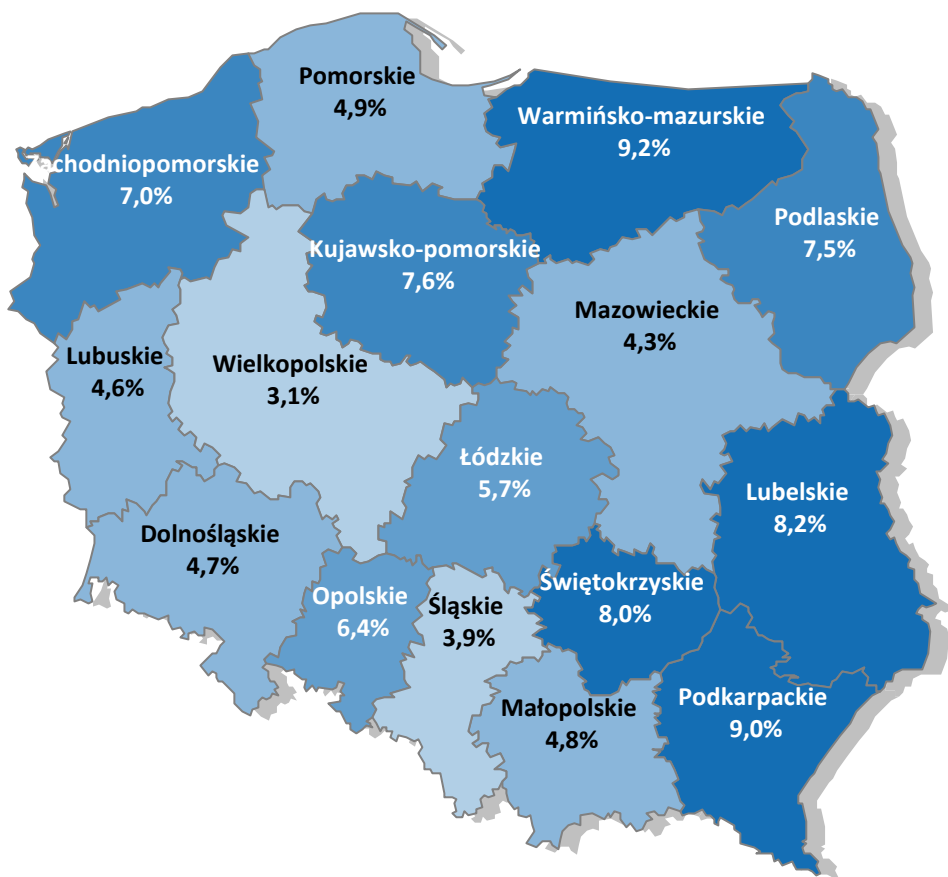 Pomorskie
4,9%
Warmińsko-mazurskie
9,2%
Zachodniopomorskie
7,0%
Podlaskie
7,5%
Kujawsko-pomorskie
7,6%
Mazowieckie
4,3%
Lubuskie
4,6%
Wielkopolskie
3,1%
Łódzkie
5,7%
Lubelskie
8,2%
Dolnośląskie
4,7%
Opolskie
6,4%
Śląskie
3,9%
Świętokrzyskie
8,0%
Małopolskie
4,8%
Podkarpackie
9,0%